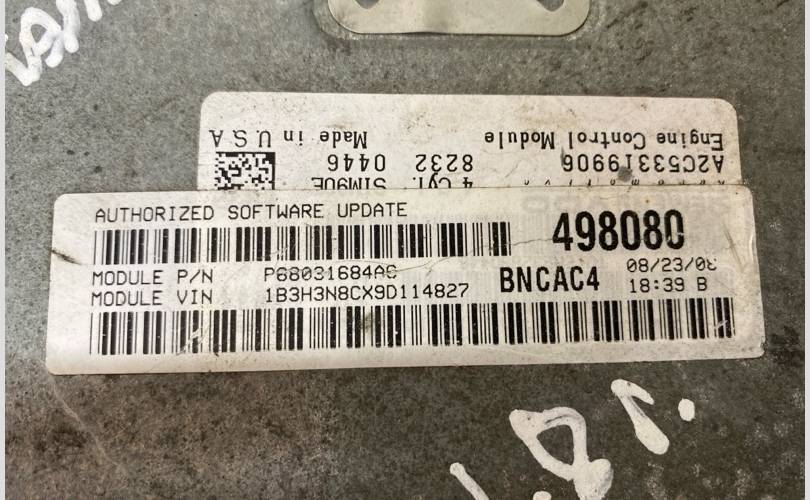 Engine Control Module Made in U.S.A
A2C53319906 8232 0446
4 Cyl.
AUTHORIZED SOFTWARE UPDATE
498080
MODULE P/N P68031684AC
BNCAC4 08/23/08
MODULE VIN 1B3H3N8CX9D114827
18:39 B